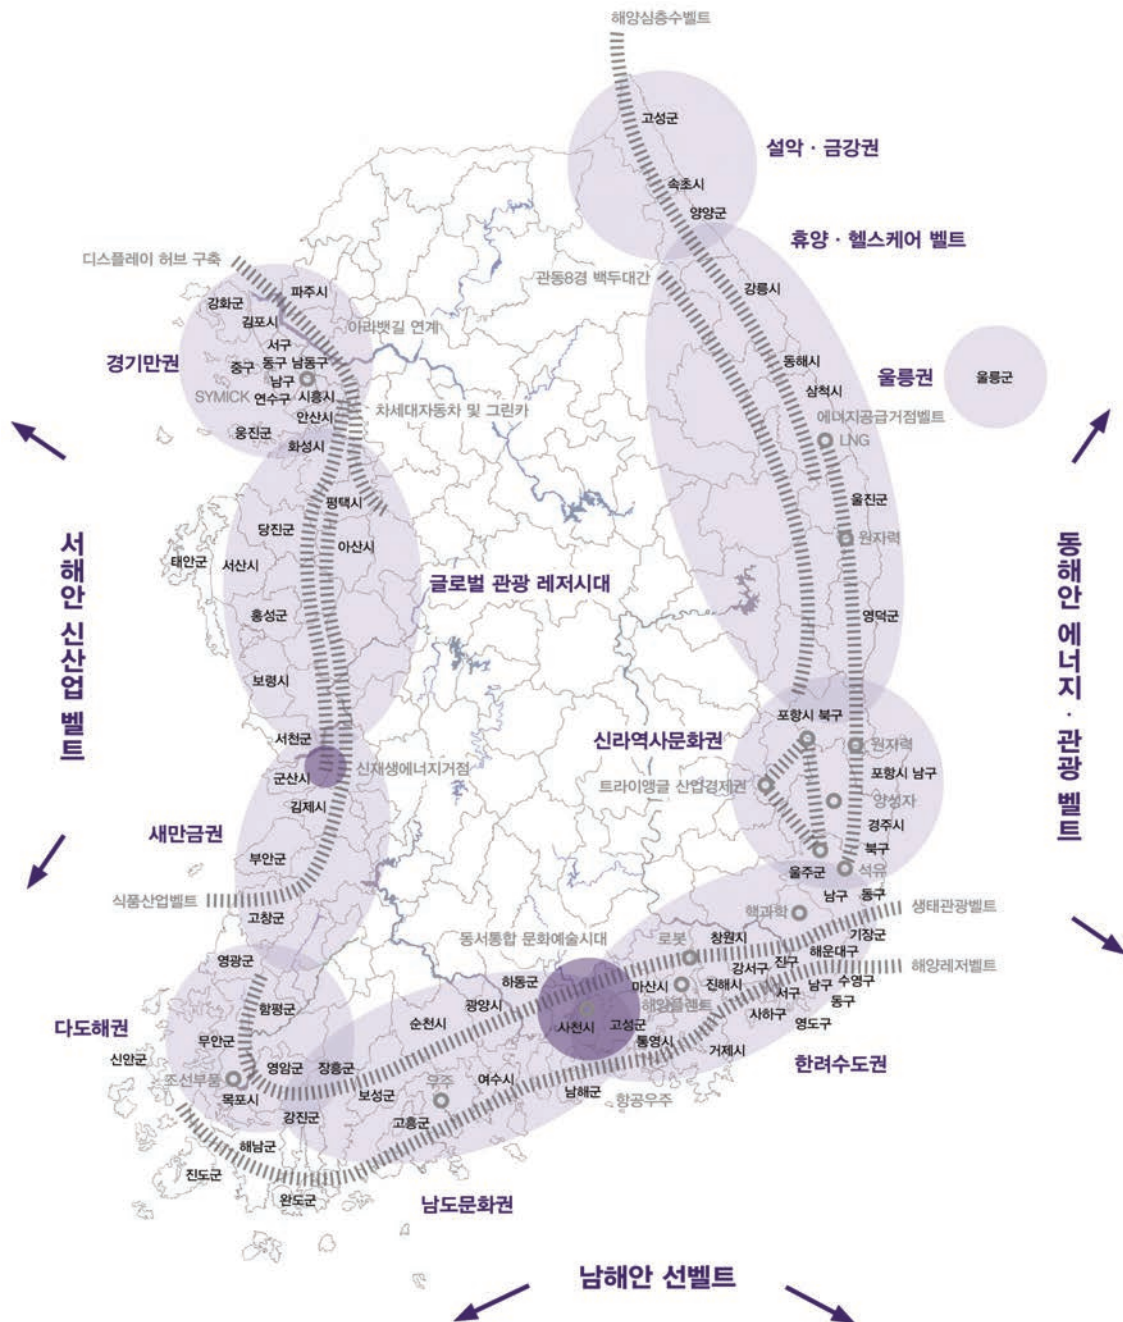 해양심층수벨트
고성군
설악 · 금강권
속초시
양양군
휴양 · 헬스케어 벨트
디스플레이 허브 구축
관동8경 백두대간
강릉시
파주시
강화군
김포시
아라뱃길 연계
서구
경기만권
중구
동구 남동구
남구
동해시
울릉권
울릉군
삼척시
SYMICK
연수구
시흥시
차세대자동차 및 그린카
안산시
에너지공급거점벨트
LNG
웅진군
화성시
평택시
울진군
당진군
원자력
아산시
태안군
서산시
글로벌 관광 레저시대
홍성군
영덕군
서해안 신산업 벨트
동해안 에너지 · 관광 벨트
보령시
포항시 북구
서천군
신라역사문화권
원자력
군산시
신재생에너지거점
포항시 남구
트라이앵글 산업경제권
김제시
양성자
경주시
새만금권
북구
부안군
울주군
석유
식품산업벨트
남구
동구
고창군
핵과학
생태관광벨트
동서통합 문화예술시대
로봇
창원시
기장군
영광군
해운대구
진구
하동군
강서구
해양레저벨트
마산시
진해시
남구
수영구
함평군
광양시
해양플랜트
서구
동구
다도해권
순천시
사천시
고성군
사하구
영도구
무안군
통영시
거제시
신안군
영암군
장흥군
한려수도권
조선부품
우주
여수시
목포시
보성군
남해군
항공우주
강진군
고흥군
해남군
진도군
완도군
남도문화권
남해안 선벨트